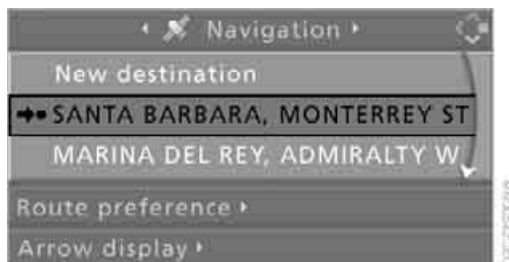 Navigation
New destination
SANTA BARBARA, MONTERREY ST
MARINA DEL REY, ADMIRALTY W
Route preference
Arrow display